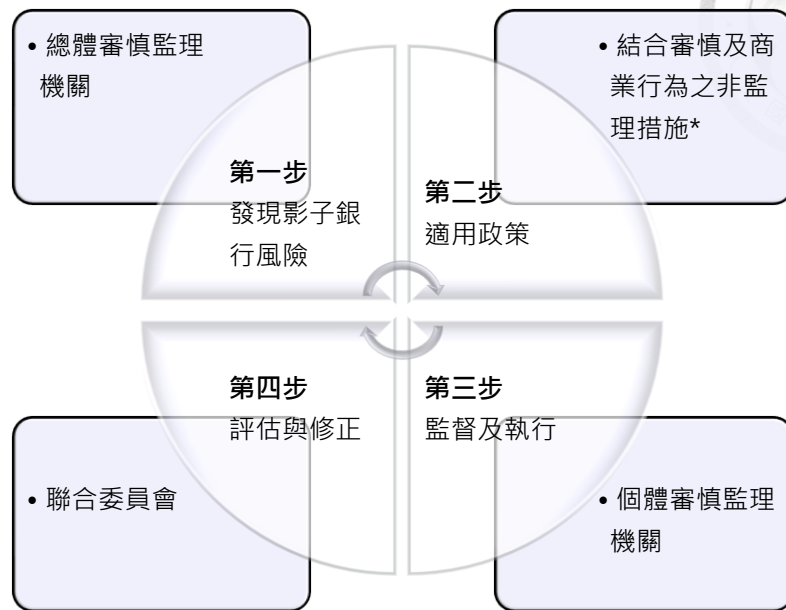 • 總體審慎監理
機關
• 結合審慎及商
業行為之非監
理措施*
第一步
發現影子銀
行風險
第二步
適用政策
第四步
評估與修正
第三步
監督及執行
• 聯合委員會
• 個體審慎監理
機關